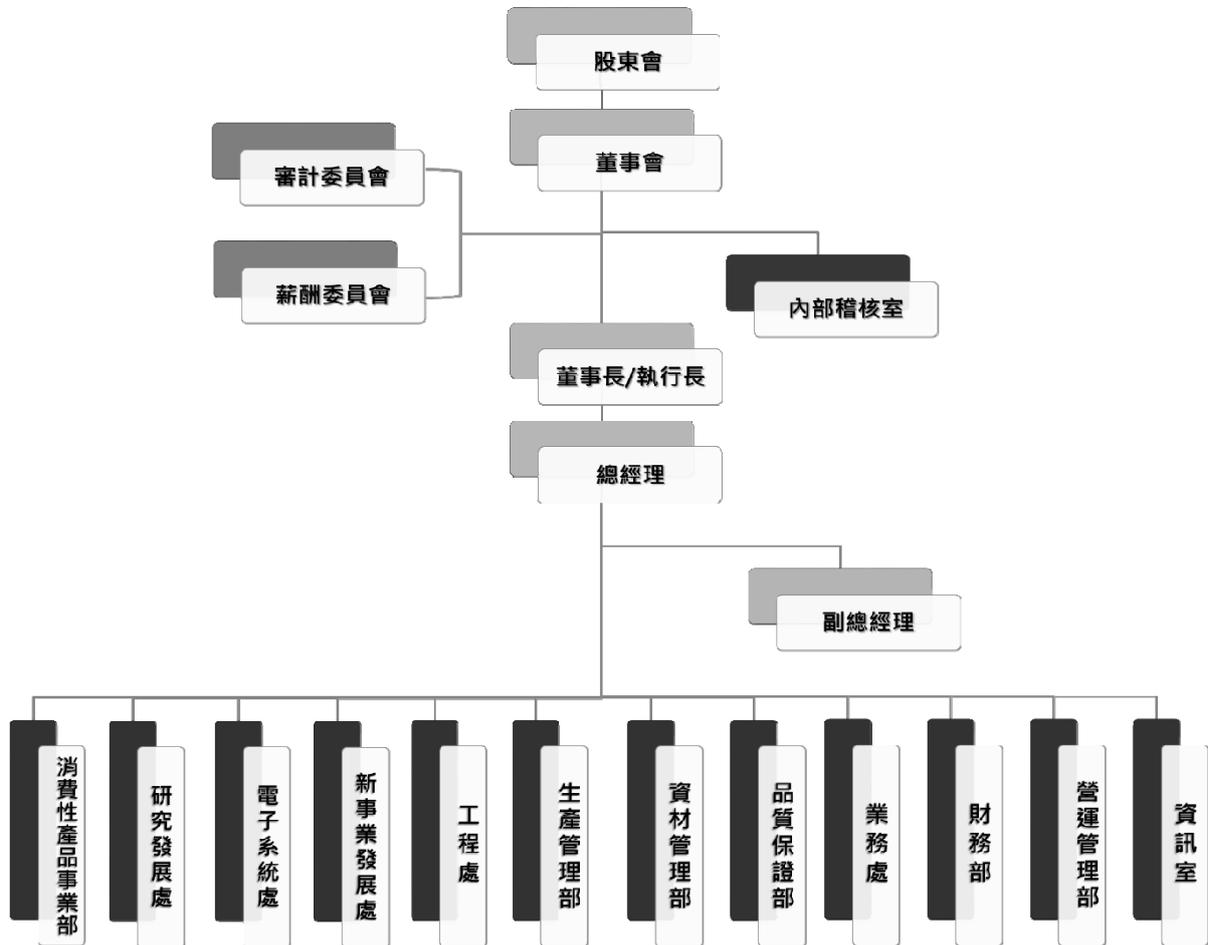 股東會
董事會
審計委員會
薪酬委員會
內部稽核室
董事長/執行長
總經理
副總經理
消費性產品事業部
研究發展處
電子系統處
新事業發展處
工程處
生產管理部
資材管理部
品質保證部
業務處
財務部
營運管理部
資訊室